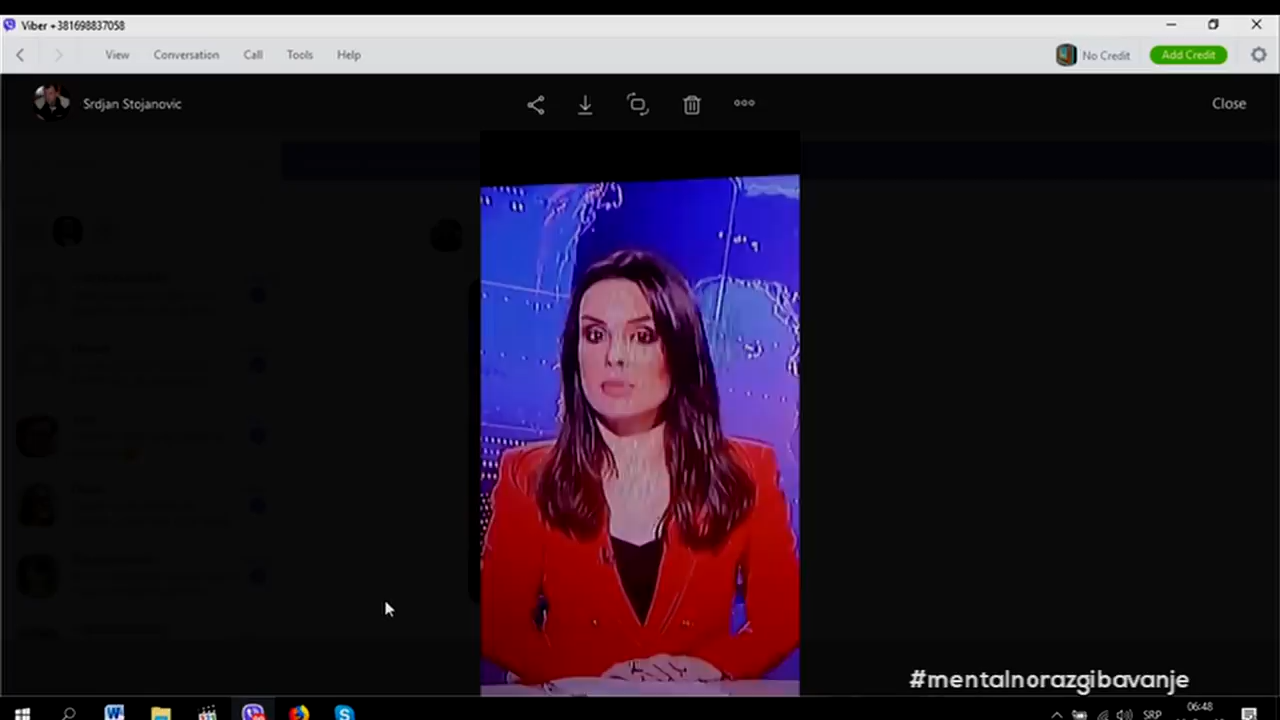 Viber +381698837058
View Conversation Call Tools Help No Credit Add Credit
Srdjan Stojanovic Close
#mentalnorazgibavanje
06:48
SRP